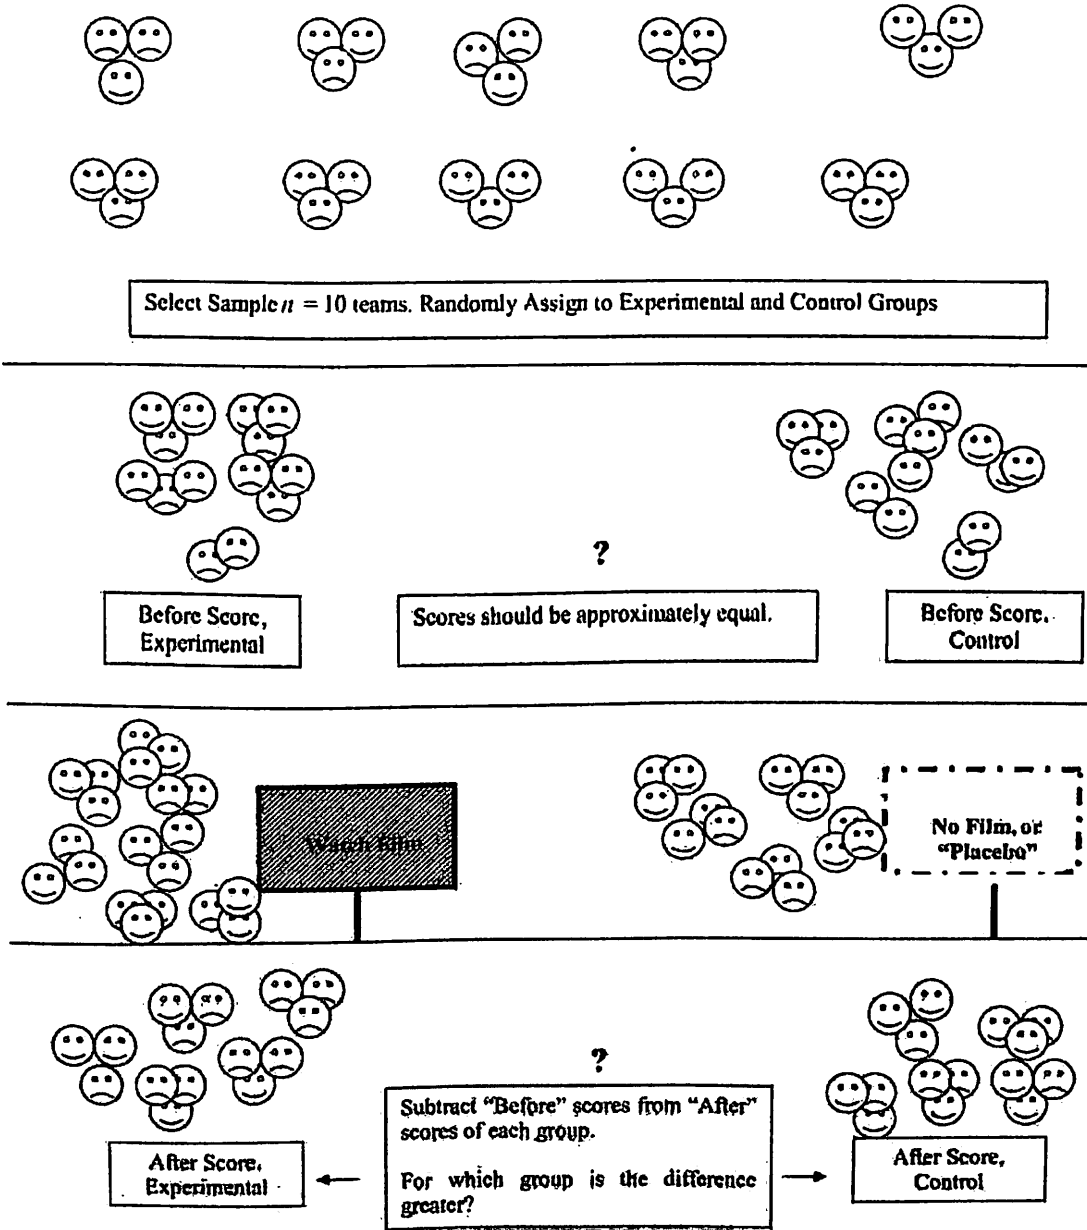 Select Sample n = 10 teams. Randomly Assign to Experimental and Control Groups
?
Before Score,
Experimental
Scores should be approximately equal.
Before Score,
Control
Watch Film
No Film, or
“Placebo”
?
Subtract “Before” scores from “After”
scores of each group.
For which group is the difference
greater?
After Score,
Experimental
After Score,
Control